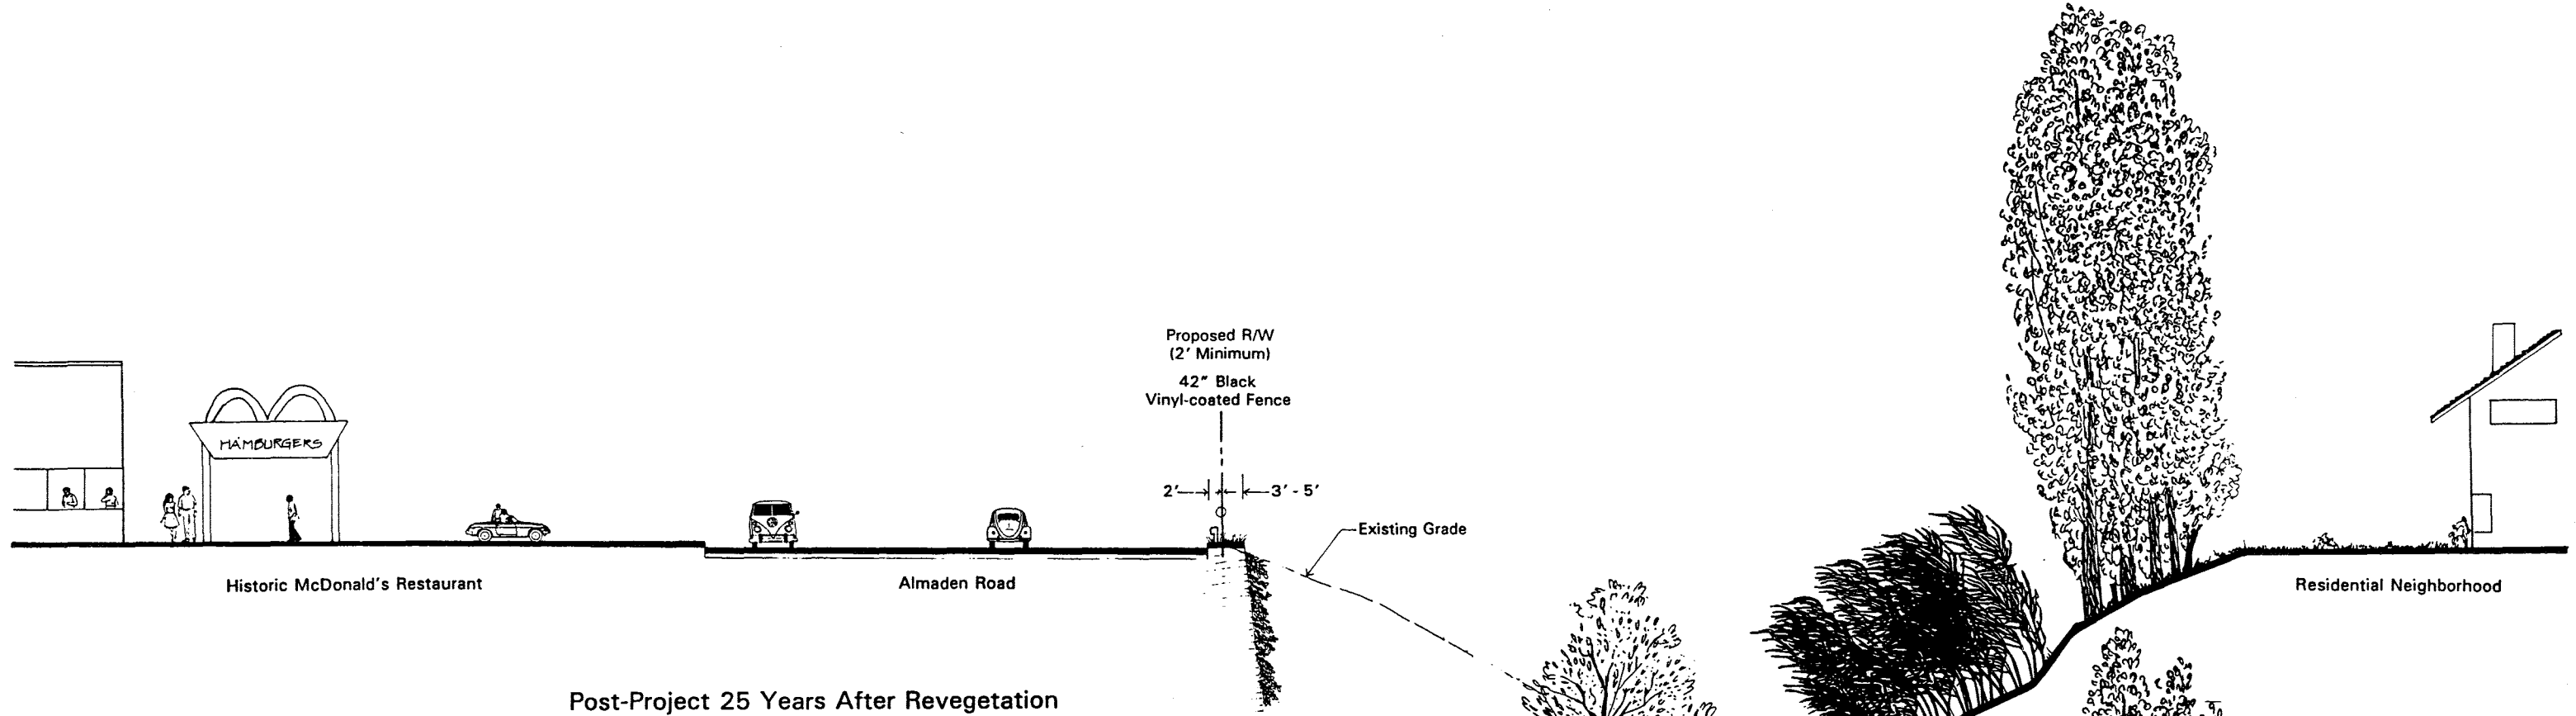 Proposed R/W
(2' Minimum)
42" Black
Vinyl-coated Fence
HAMBURGERS
2'
3' - 5'
Existing Grade
Historic McDonald's Restaurant
Almaden Road
Residential Neighborhood
Post-Project 25 Years After Revegetation